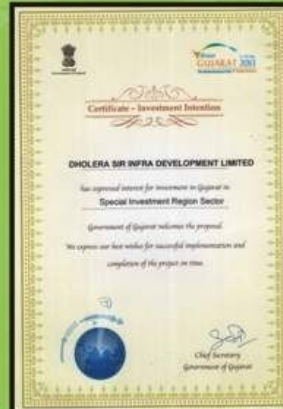 GUJARAT 2013
Certificate - Investment Intention
DHOLERA SIR INFRA DEVELOPMENT LIMITED
has expressed interest for investment in Gujarat in
Special Investment Region Sector
Government of Gujarat welcomes the proposal.
We express our best wishes for successful implementation and
completion of the project on time.
Chief Secretary
Government of Gujarat